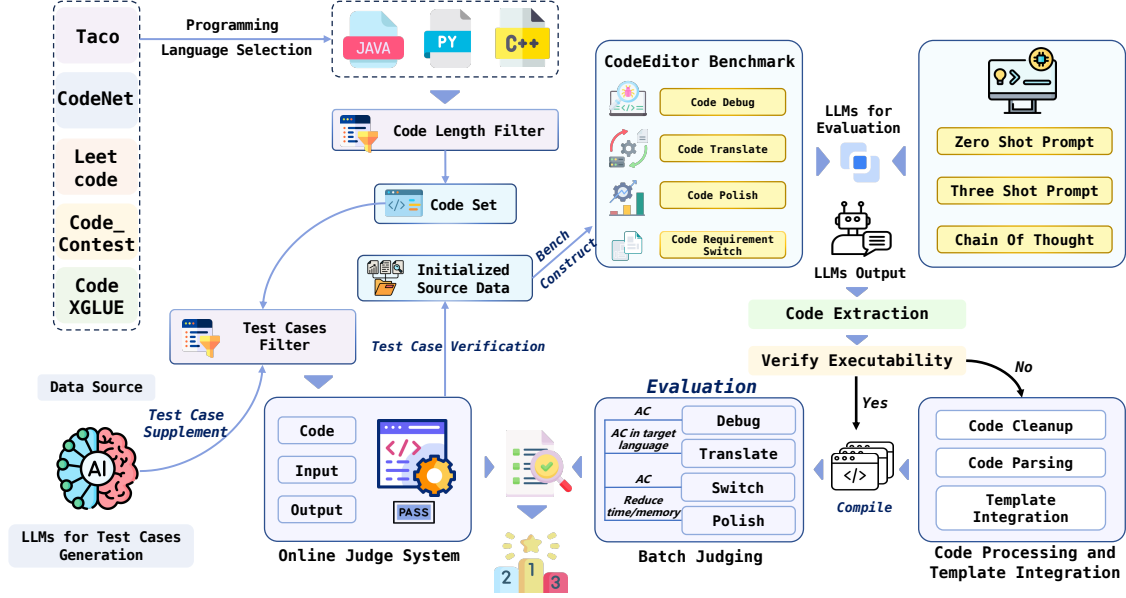 Taco
CodeNet
Leet
code
Code_
Contest
Code
XGLUE
Data Source
Programming
Language Selection
JAVA
PY
C++
Code Length Filter
</>
Code Set
Initialized
Source Data
Bench
Construct
Test Cases
Filter
Test Case Verification
Test Case
Supplement
AI
LLMs for Test Cases
Generation
Code
Input
Output
</>
PASS
Online Judge System
2
1
3
CodeEditor Benchmark
</>
Code Debug
Code Translate
Code Polish
Code Requirement
Switch
LLMs for
Evaluation
LLMs Output
Zero Shot Prompt
Three Shot Prompt
Chain Of Thought
Code Extraction
Verify Executability
Yes
No
</>
Compile
Code Cleanup
Code Parsing
Template
Integration
Code Processing and
Template Integration
Evaluation
AC
AC in target
language
AC
Reduce
time/memory
Debug
Translate
Switch
Polish
Batch Judging